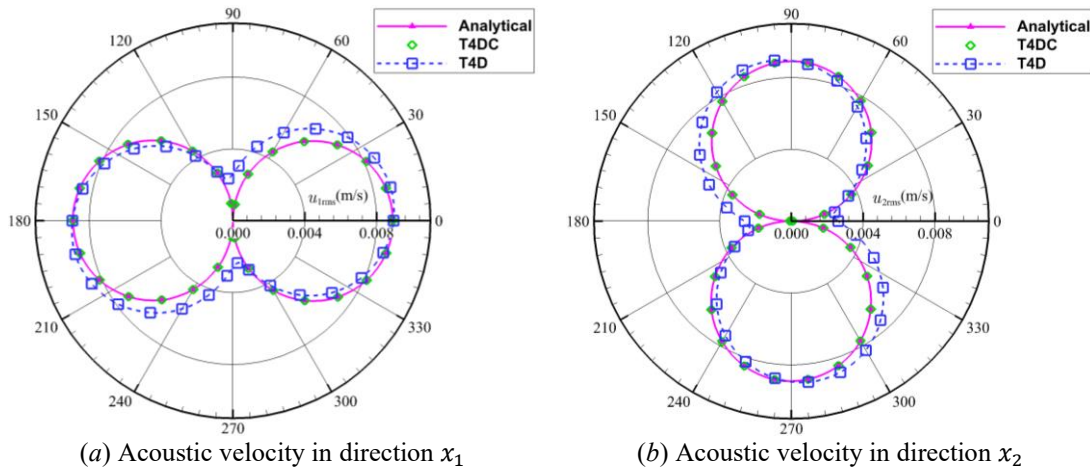 90
120
60
150
30
180
0
210
330
240
300
270
Analytical
T4DC
T4D
u1rms(m/s)
0.000 0.004 0.008
(a) Acoustic velocity in direction x1
90
120
60
150
30
180
0
210
330
240
300
270
Analytical
T4DC
T4D
u2rms(m/s)
0.000 0.004 0.008
(b) Acoustic velocity in direction x2